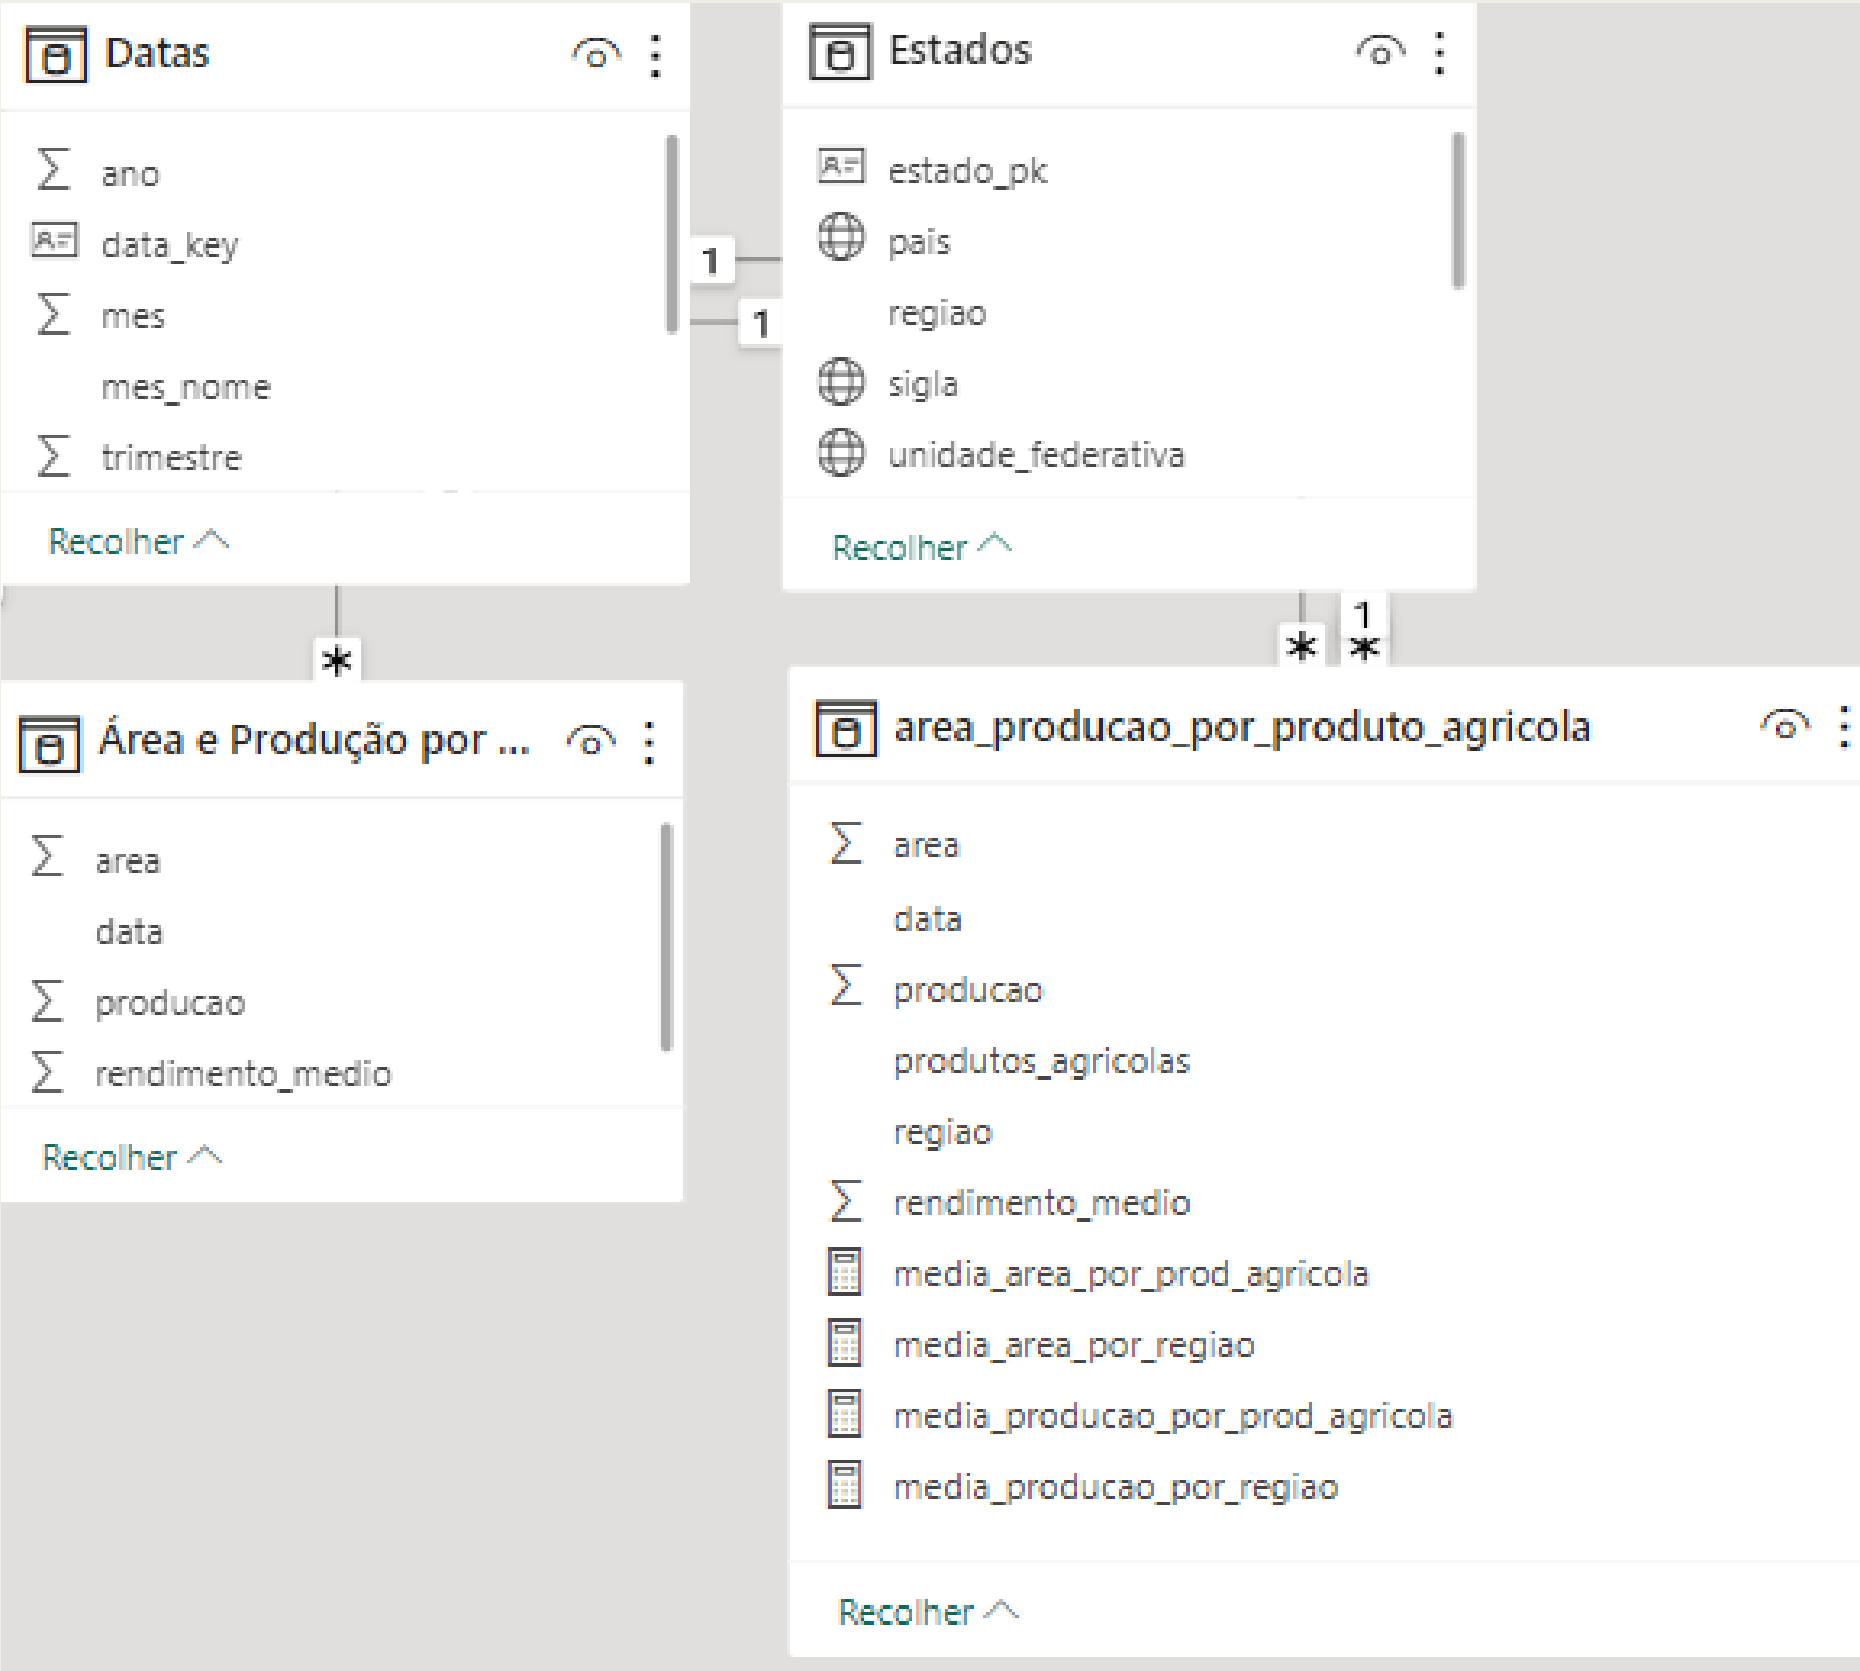 Datas
ano
data_key
mes
mes_nome
trimestre
Recolher
Estados
estado_pk
pais
regiao
sigla
unidade_federativa
Recolher
1
1
*
*
1
*
Área e Produção por ...
area
data
producao
rendimento_medio
Recolher
area_producao_por_produto_agricola
area
data
producao
produtos_agricolas
regiao
rendimento_medio
media_area_por_prod_agricola
media_area_por_regiao
media_producao_por_prod_agricola
media_producao_por_regiao
Recolher